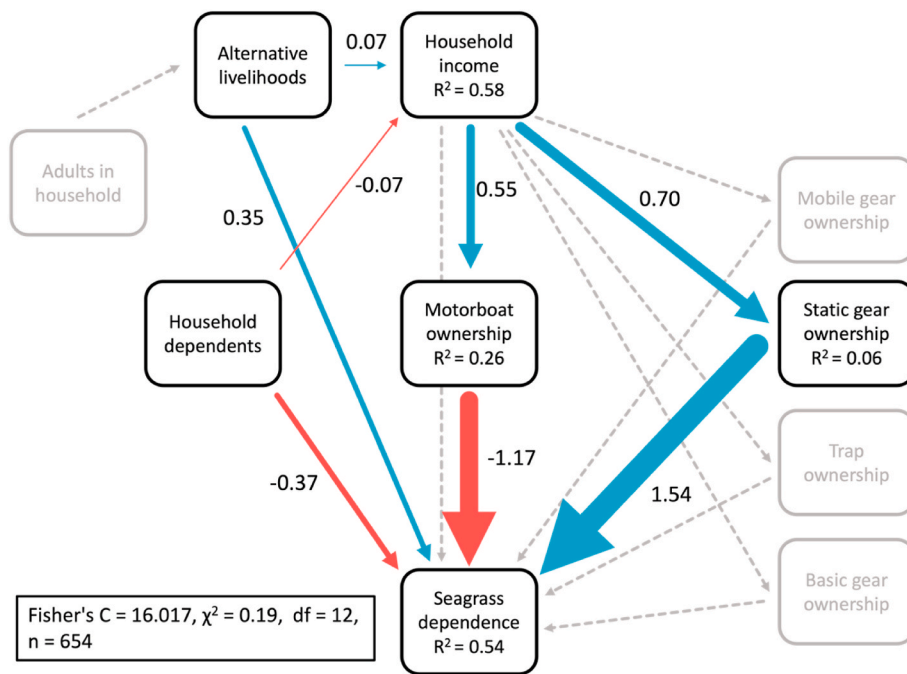 Alternative
livelihoods
0.07
Household
income
R² = 0.58
Adults in
household
-0.07
0.55
0.70
Mobile gear
ownership
0.35
Household
dependents
Motorboat
ownership
R² = 0.26
Static gear
ownership
R² = 0.06
-0.37
-1.17
1.54
Trap
ownership
Seagrass
dependence
R² = 0.54
Basic gear
ownership
Fisher's C = 16.017, χ² = 0.19, df = 12,
n = 654